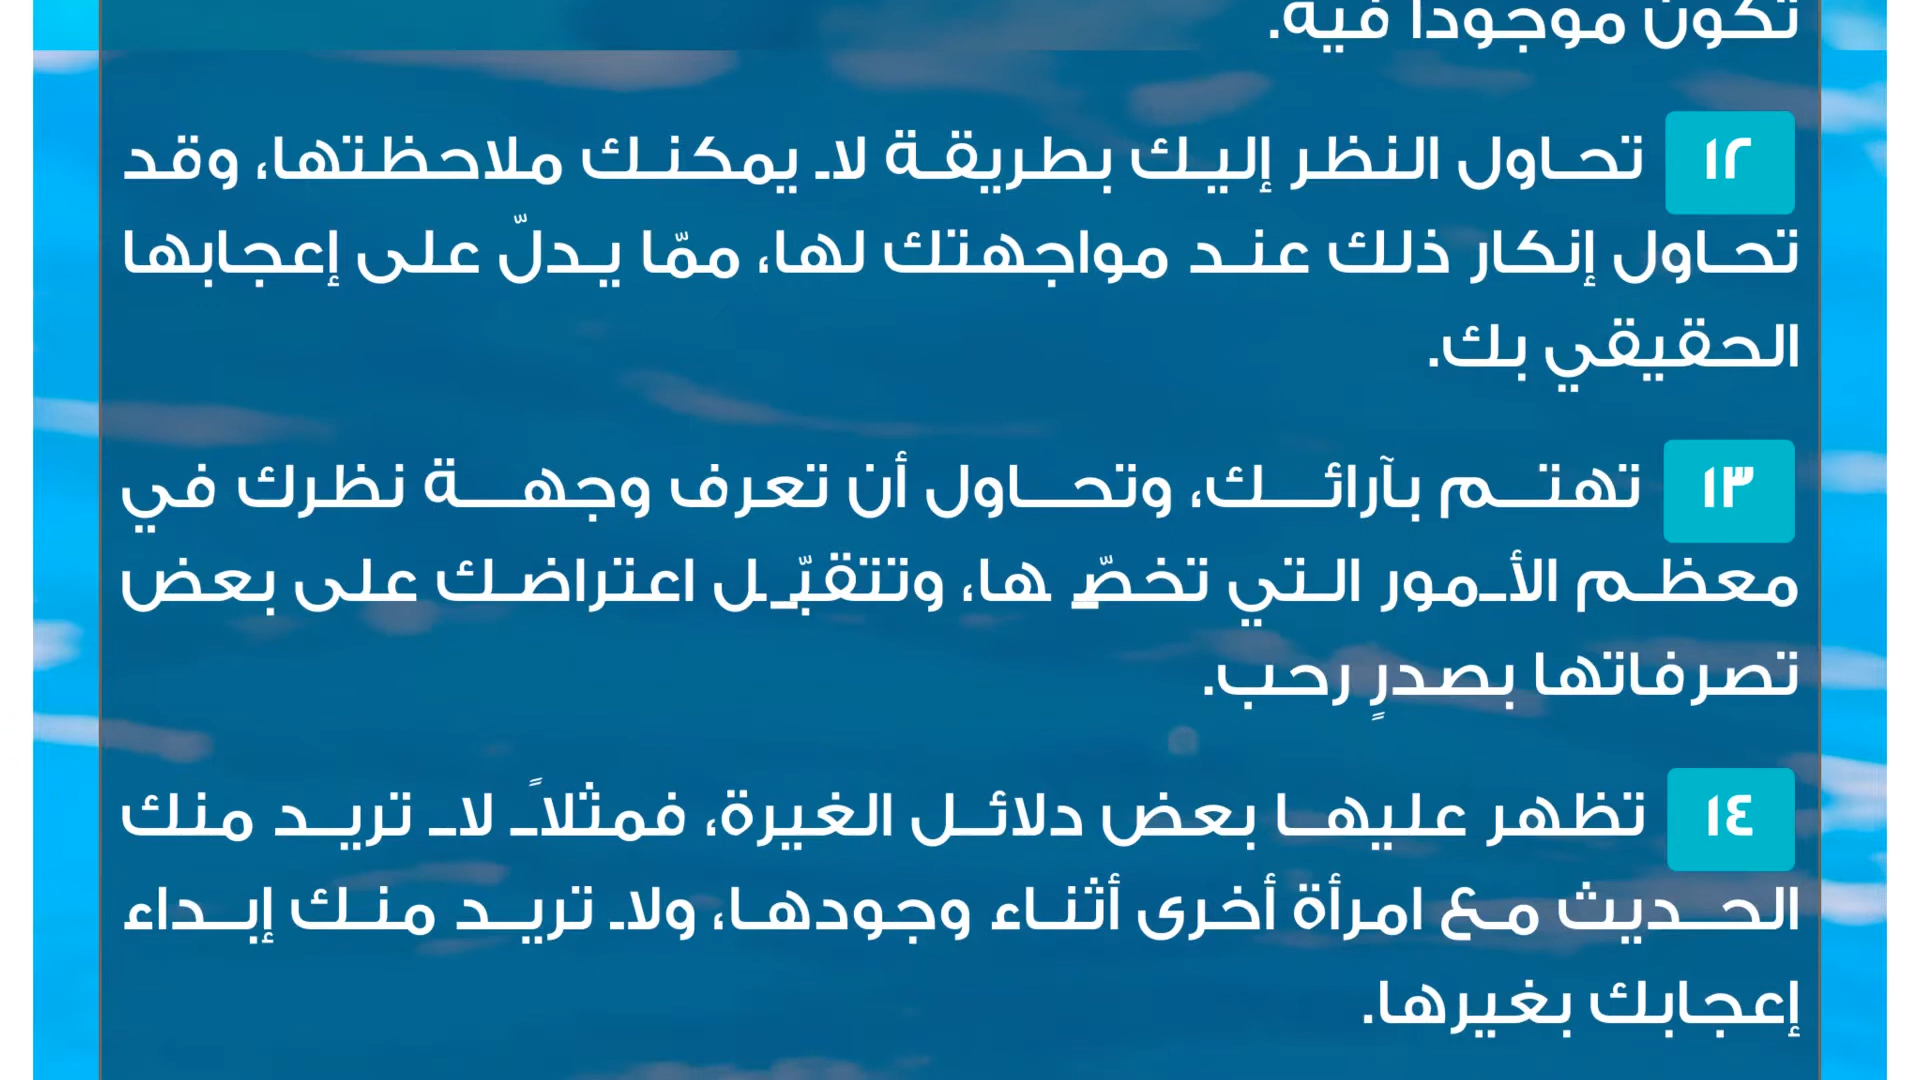 تكون موجودا فيه.
١٢ تحاول النظر إليك بطريقة لا يمكنك ملاحظتها، وقد
تحاول إنكار ذلك عند مواجهتك لها، ممّا يدلّ على إعجابها
الحقيقي بك.
١٣ تهتم بآرائك، وتحاول أن تعرف وجهة نظرك في
معظم الأمور التي تخصّها، وتتقبّل اعتراضك على بعض
تصرفاتها بصدرٍ رحب.
١٤ تظهر عليها بعض دلائل الغيرة، فمثلاً لا تريد منك
الحديث مع امرأة أخرى أثناء وجودها، ولا تريد منك إبداء
إعجابك بغيرها.